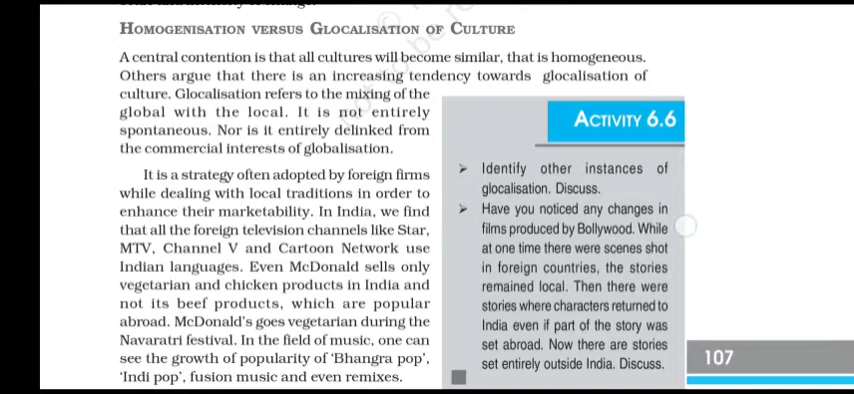 HOMOGENISATION VERSUS GLOCALISATION OF CULTURE
A central contention is that all cultures will become similar, that is homogeneous.
Others argue that there is an increasing tendency towards glocalisation of
culture. Glocalisation refers to the mixing of the
global with the local. It is not entirely
spontaneous. Nor is it entirely delinked from
the commercial interests of globalisation.
It is a strategy often adopted by foreign firms
while dealing with local traditions in order to
enhance their marketability. In India, we find
that all the foreign television channels like Star,
MTV, Channel V and Cartoon Network use
Indian languages. Even McDonald sells only
vegetarian and chicken products in India and
not its beef products, which are popular
abroad. McDonald's goes vegetarian during the
Navaratri festival. In the field of music, one can
see the growth of popularity of 'Bhangra pop',
'Indi pop', fusion music and even remixes.
ACTIVITY 6.6
➢ Identify other instances of
glocalisation. Discuss.
➢ Have you noticed any changes in
films produced by Bollywood. While
at one time there were scenes shot
in foreign countries, the stories
remained local. Then there were
stories where characters returned to
India even if part of the story was
set abroad. Now there are stories
set entirely outside India. Discuss.
107